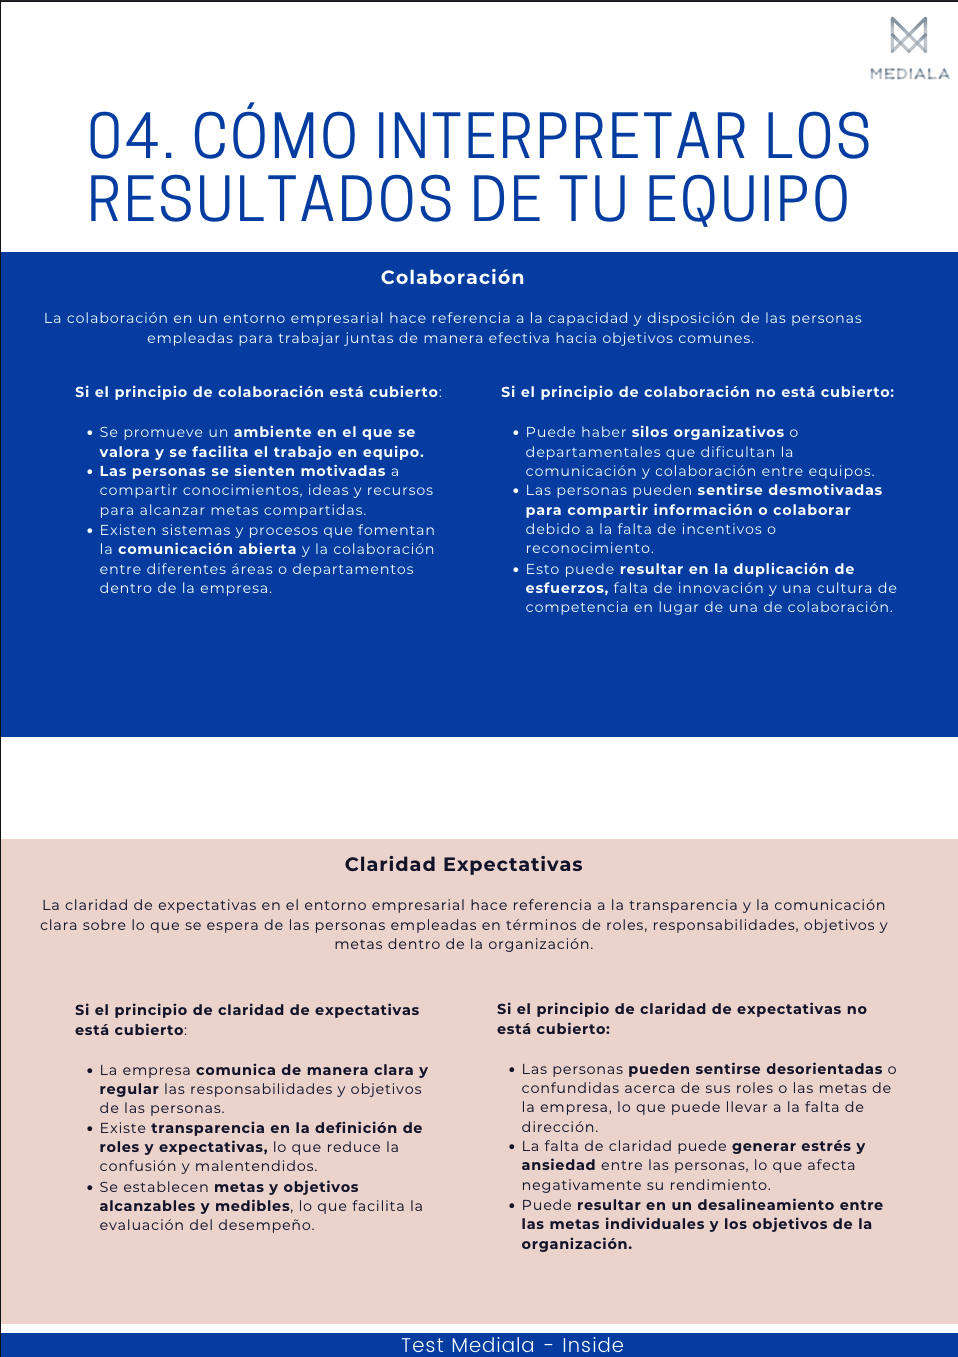 MEDIALA
04. CÓMO INTERPRETAR LOS
RESULTADOS DE TU EQUIPO
Colaboración
La colaboración en un entorno empresarial hace referencia a la capacidad y disposición de las personas
empleadas para trabajar juntas de manera efectiva hacia objetivos comunes.
Si el principio de colaboración está cubierto:
• Se promueve un ambiente en el que se
valora y se facilita el trabajo en equipo.
• Las personas se sienten motivadas a
compartir conocimientos, ideas y recursos
para alcanzar metas compartidas.
• Existen sistemas y procesos que fomentan
la comunicación abierta y la colaboración
entre diferentes áreas o departamentos
dentro de la empresa.
Si el principio de colaboración no está cubierto:
• Puede haber silos organizativos o
departamentales que dificultan la
comunicación y colaboración entre equipos.
• Las personas pueden sentirse desmotivadas
para compartir información o colaborar
debido a la falta de incentivos o
reconocimiento.
• Esto puede resultar en la duplicación de
esfuerzos, falta de innovación y una cultura de
competencia en lugar de una de colaboración.
Claridad Expectativas
La claridad de expectativas en el entorno empresarial hace referencia a la transparencia y la comunicación
clara sobre lo que se espera de las personas empleadas en términos de roles, responsabilidades, objetivos y
metas dentro de la organización.
Si el principio de claridad de expectativas
está cubierto:
• La empresa comunica de manera clara y
regular las responsabilidades y objetivos
de las personas.
• Existe transparencia en la definición de
roles y expectativas, lo que reduce la
confusión y malentendidos.
• Se establecen metas y objetivos
alcanzables y medibles, lo que facilita la
evaluación del desempeño.
Si el principio de claridad de expectativas no
está cubierto:
• Las personas pueden sentirse desorientadas o
confundidas acerca de sus roles o las metas de
la empresa, lo que puede llevar a la falta de
dirección.
• La falta de claridad puede generar estrés y
ansiedad entre las personas, lo que afecta
negativamente su rendimiento.
• Puede resultar en un desalineamiento entre
las metas individuales y los objetivos de la
organización.
Test Mediala - Inside